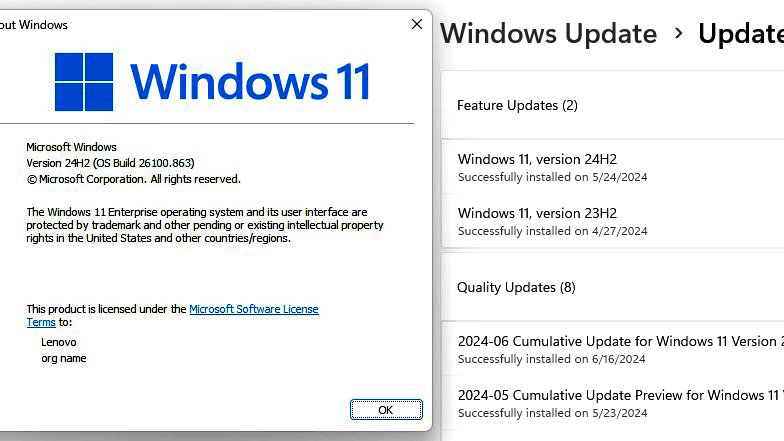 out Windows
Windows 11
Microsoft Windows
Version 24H2 (OS Build 26100.863)
© Microsoft Corporation. All rights reserved.
The Windows 11 Enterprise operating system and its user interface are
protected by trademark and other pending or existing intellectual property
rights in the United States and other countries/regions.
This product is licensed under the Microsoft Software License
Terms to:
Lenovo
org name
OK
Windows Update > Update
Feature Updates (2)
Windows 11, version 24H2
Successfully installed on 5/24/2024
Windows 11, version 23H2
Successfully installed on 4/27/2024
Quality Updates (8)
2024-06 Cumulative Update for Windows 11 Version 2
Successfully installed on 6/16/2024
2024-05 Cumulative Update Preview for Windows 11
Successfully installed on 5/23/2024